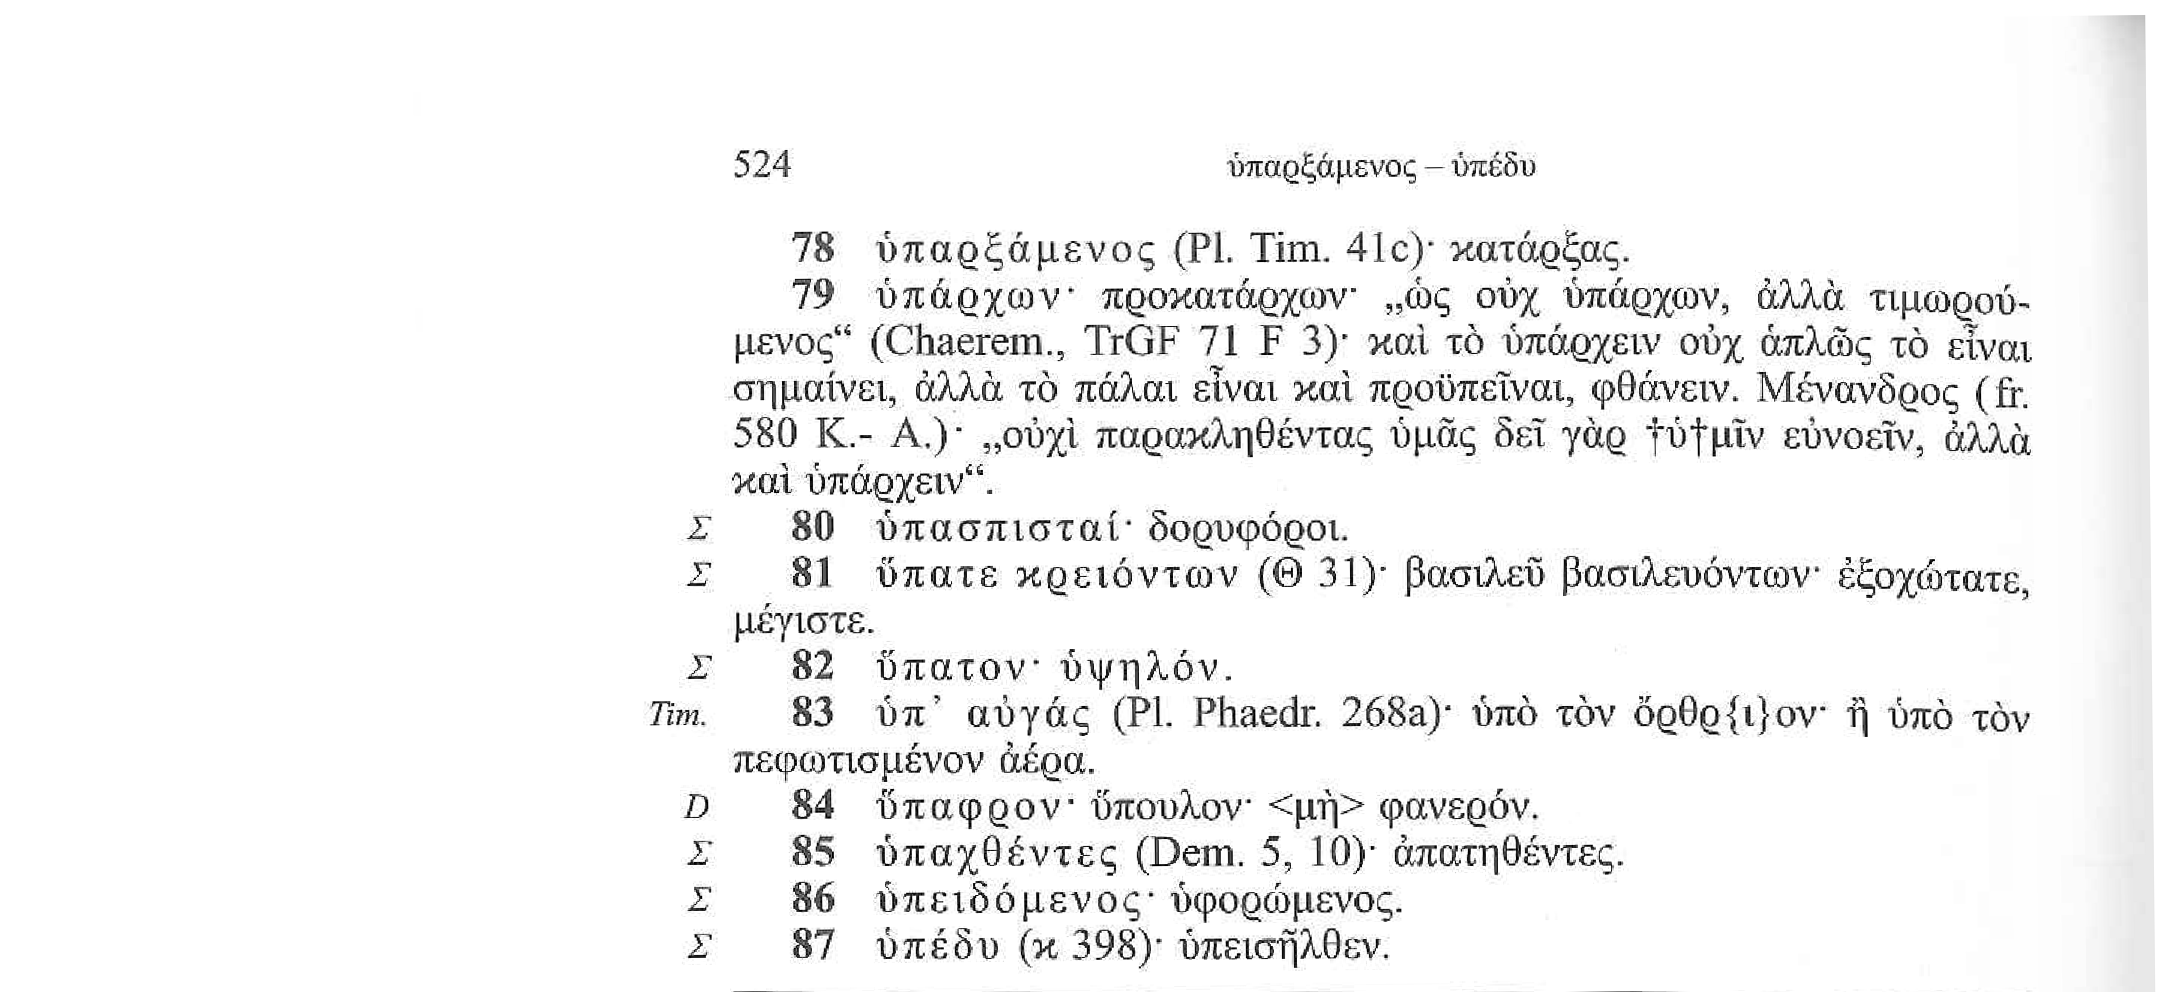 524 ὑπαρξάμενος – ὑπέδυ
78 ὑπαρξάμενος (Pl. Tim. 41c)· κατάρξας.
79 ὑπάρχων· προκατάρχων· „ὡς οὐχ ὑπάρχων, ἀλλὰ τιμωρού-
μενος“ (Chaerem., TrGF 71 F 3)· καὶ τὸ ὑπάρχειν οὐχ ἁπλῶς τὸ εἶναι
σημαίνει, ἀλλὰ τὸ πάλαι εἶναι καὶ προϋπεῖναι, φθάνειν. Μένανδρος (fr.
580 K.- A.)· „οὐχὶ παρακληθέντας ὑμᾶς δεῖ γὰρ †ὑ†μῖν εὐνοεῖν, ἀλλὰ
καὶ ὑπάρχειν“.
Σ 80 ὑπασπισταί· δορυφόροι.
Σ 81 ὕπατε κρειόντων (Θ 31)· βασιλεῦ βασιλευόντων· ἐξοχώτατε,
μέγιστε.
Σ 82 ὕπατον· ὑψηλόν.
Tim. 83 ὑπ’ αὐγάς (Pl. Phaedr. 268a)· ὑπὸ τὸν ὄρθρ{ι}ον· ἢ ὑπὸ τὸν
πεφωτισμένον ἀέρα.
D 84 ὕπαφρον· ὕπουλον· <μὴ> φανερόν.
Σ 85 ὑπαχθέντες (Dem. 5, 10)· ἀπατηθέντες.
Σ 86 ὑπειδόμενος· ὑφορώμενος.
Σ 87 ὑπέδυ (κ 398)· ὑπεισῆλθεν.